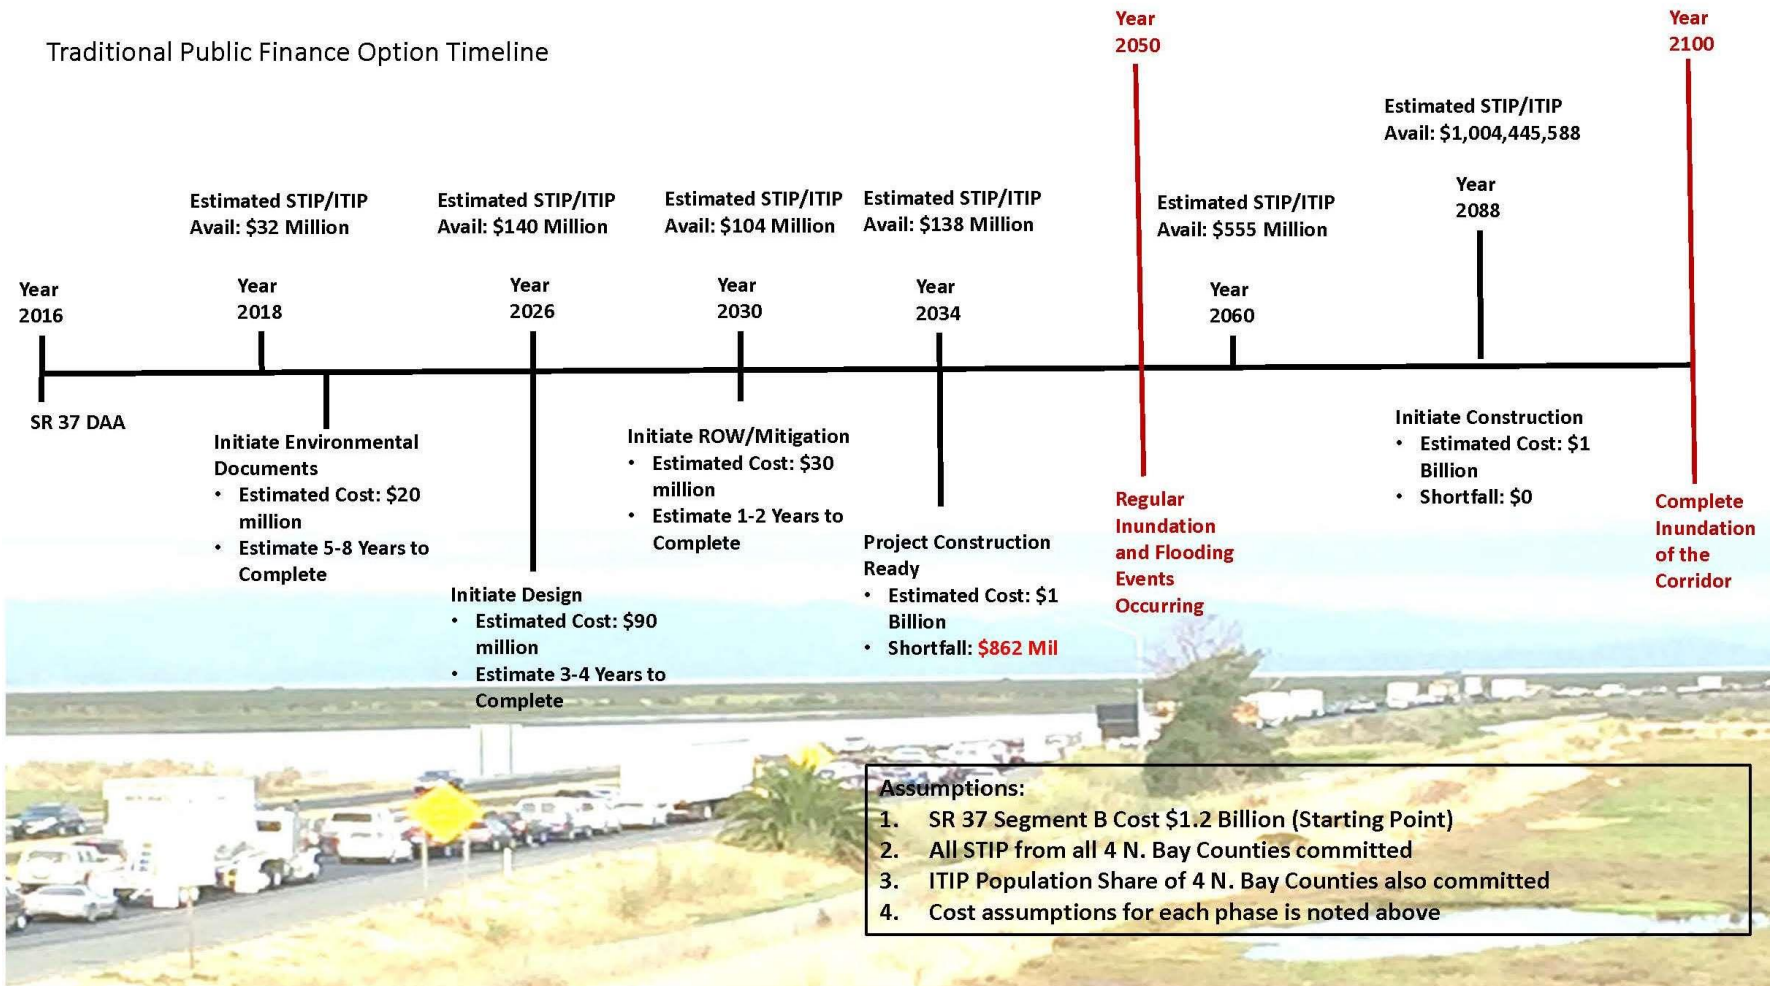 Traditional Public Finance Option Timeline
Year
2050
Year
2100
Estimated STIP/ITIP
Avail: $1,004,445,588
Estimated STIP/ITIP
Avail: $32 Million
Estimated STIP/ITIP
Avail: $140 Million
Estimated STIP/ITIP
Avail: $104 Million
Estimated STIP/ITIP
Avail: $138 Million
Estimated STIP/ITIP
Avail: $555 Million
Year
2088
Year
2016
Year
2018
Year
2026
Year
2030
Year
2034
Year
2060
SR 37 DAA
Initiate Environmental
Documents
• Estimated Cost: $20
million
• Estimate 5-8 Years to
Complete
Initiate Design
• Estimated Cost: $90
million
• Estimate 3-4 Years to
Complete
Initiate ROW/Mitigation
• Estimated Cost: $30
million
• Estimate 1-2 Years to
Complete
Project Construction
Ready
• Estimated Cost: $1
Billion
• Shortfall: $862 Mil
Regular
Inundation
and Flooding
Events
Occurring
Initiate Construction
• Estimated Cost: $1
Billion
• Shortfall: $0
Complete
Inundation
of the
Corridor
Assumptions:
1. SR 37 Segment B Cost $1.2 Billion (Starting Point)
2. All STIP from all 4 N. Bay Counties committed
3. ITIP Population Share of 4 N. Bay Counties also committed
4. Cost assumptions for each phase is noted above